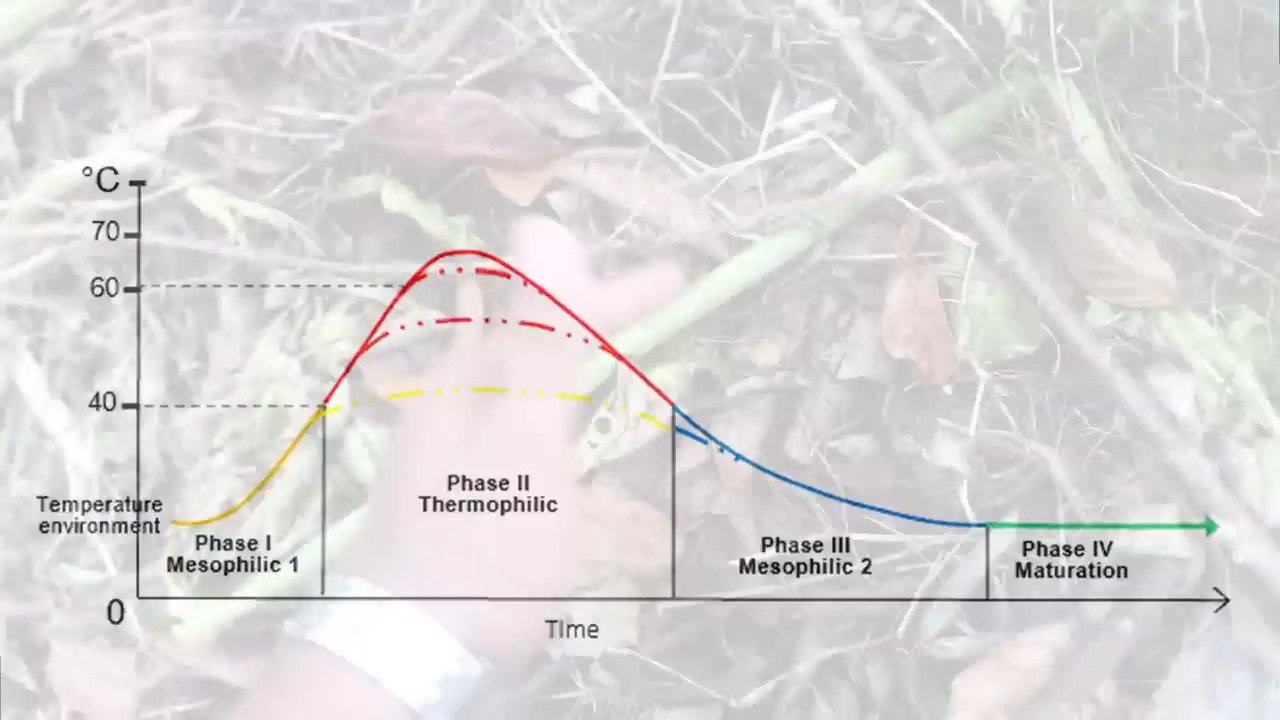 °C
70
60
40
Temperature
environment
0
Phase I
Mesophilic 1
Phase II
Thermophilic
Phase III
Mesophilic 2
Phase IV
Maturation
TIme